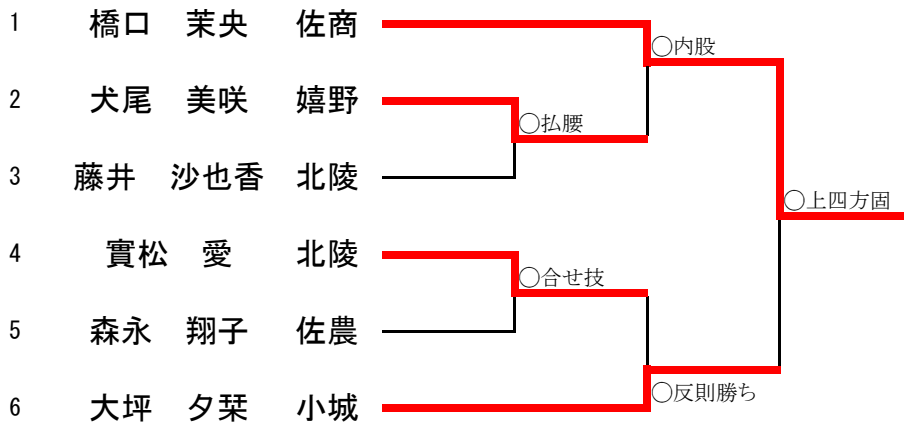 1 橋口 茉央 佐商
○内股
2 犬尾 美咲 嬉野
○払腰
3 藤井 沙也香 北陵
○上四方固
4 實松 愛 北陵
○合せ技
5 森永 翔子 佐農
○反則勝ち
6 大坪 夕栞 小城